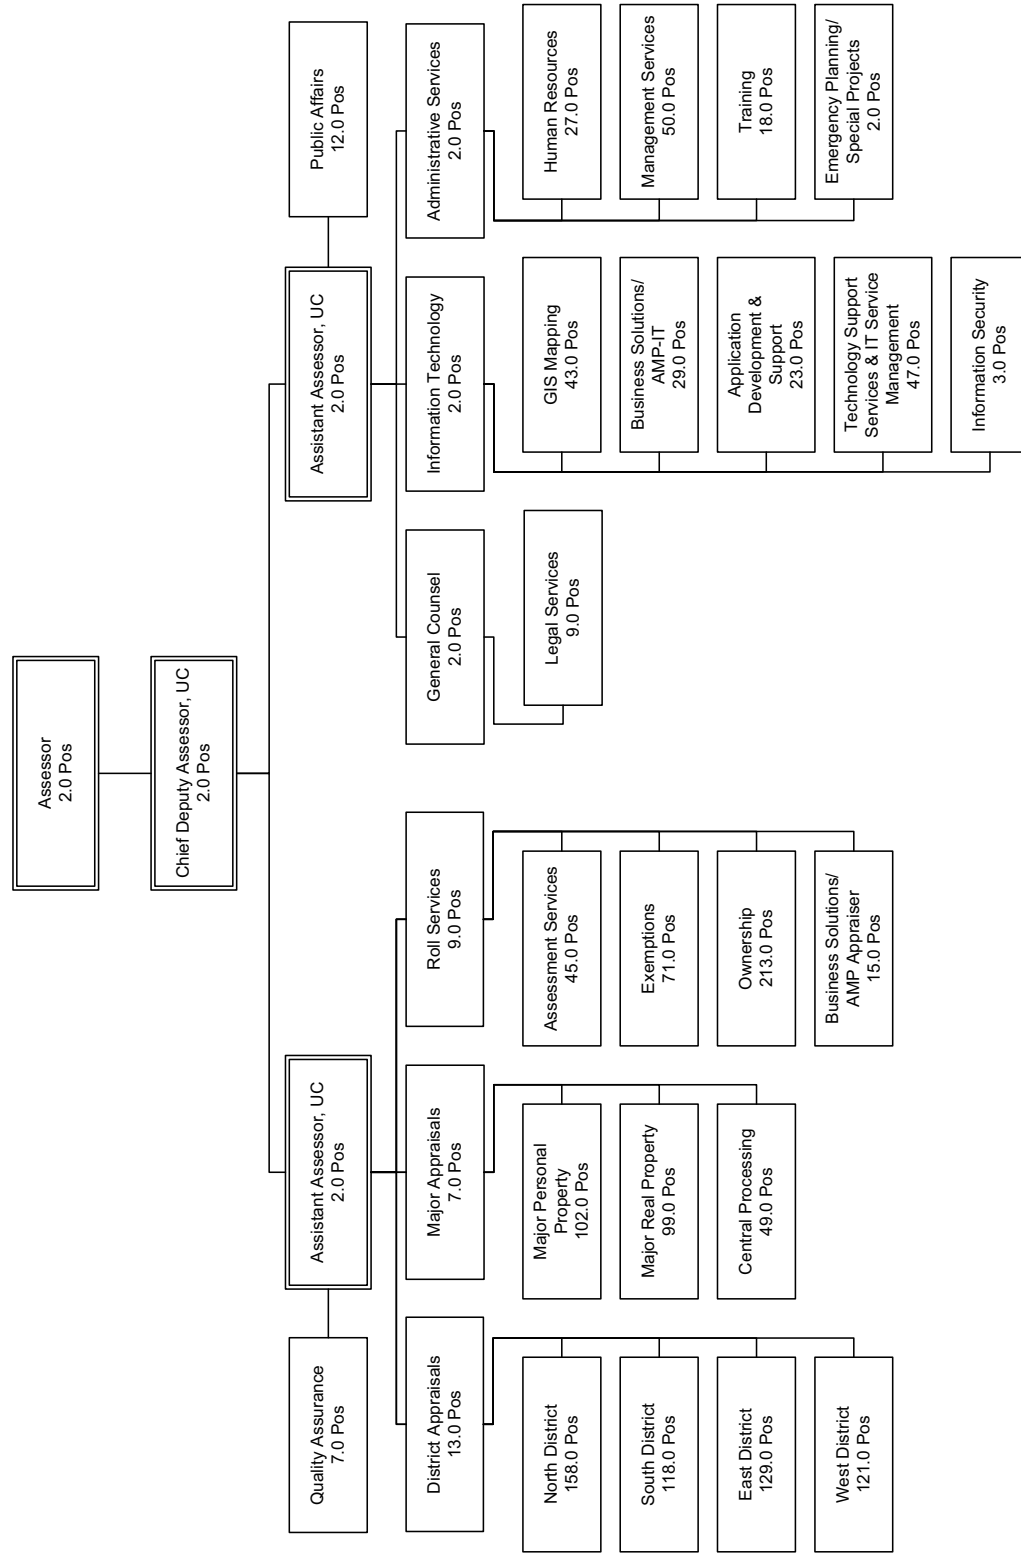 Assessor
2.0 Pos
Chief Deputy Assessor, UC
2.0 Pos
Quality Assurance
7.0 Pos
Assistant Assessor, UC
2.0 Pos
Assistant Assessor, UC
2.0 Pos
Public Affairs
12.0 Pos
District Appraisals
13.0 Pos
Major Appraisals
7.0 Pos
Roll Services
9.0 Pos
General Counsel
2.0 Pos
Information Technology
2.0 Pos
Administrative Services
2.0 Pos
North District
158.0 Pos
South District
118.0 Pos
East District
129.0 Pos
West District
121.0 Pos
Major Personal
Property
102.0 Pos
Major Real Property
99.0 Pos
Central Processing
49.0 Pos
Assessment Services
45.0 Pos
Exemptions
71.0 Pos
Ownership
213.0 Pos
Business Solutions/
AMP Appraiser
15.0 Pos
Legal Services
9.0 Pos
GIS Mapping
43.0 Pos
Business Solutions/
AMP-IT
29.0 Pos
Application
Development &
Support
23.0 Pos
Technology Support
Services & IT Service
Management
47.0 Pos
Information Security
3.0 Pos
Human Resources
27.0 Pos
Management Services
50.0 Pos
Training
18.0 Pos
Emergency Planning/
Special Projects
2.0 Pos